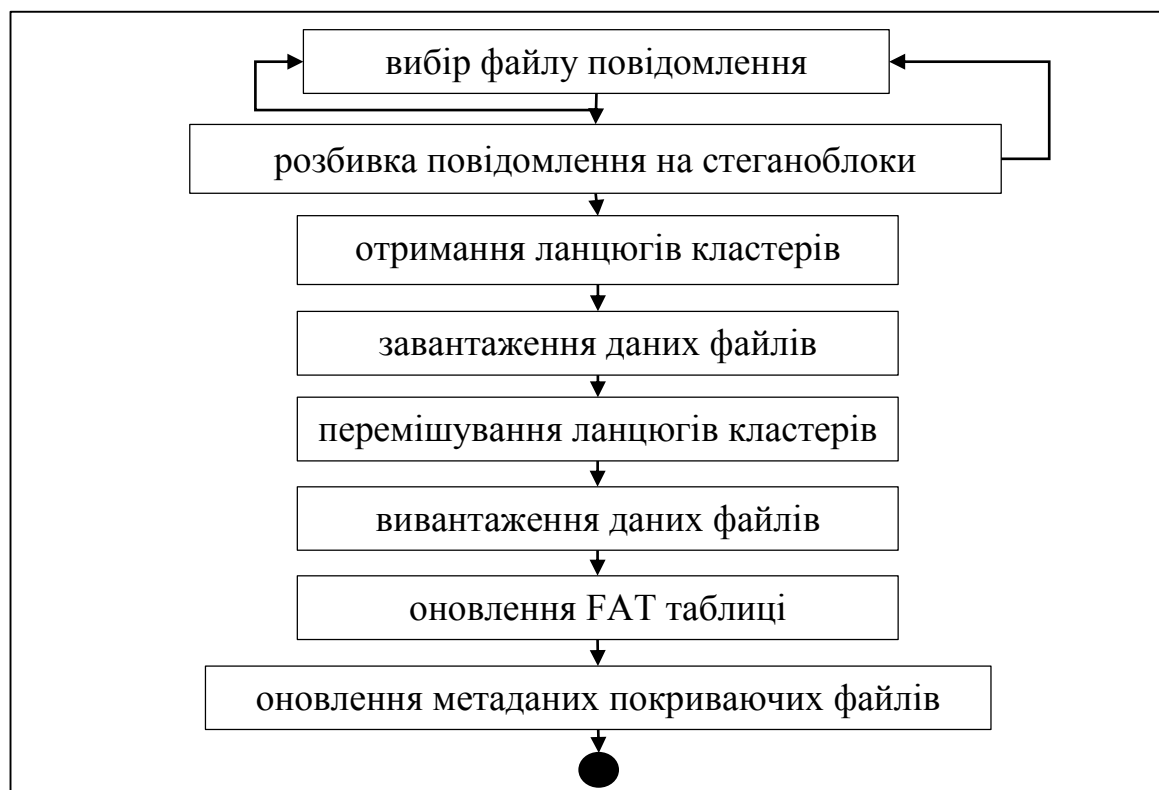 вибір файлу повідомлення
розбивка повідомлення на стеганоблоки
отримання ланцюгів кластерів
завантаження даних файлів
перемішування ланцюгів кластерів
вивантаження даних файлів
оновлення FAT таблиці
оновлення метаданих покриваючих файлів